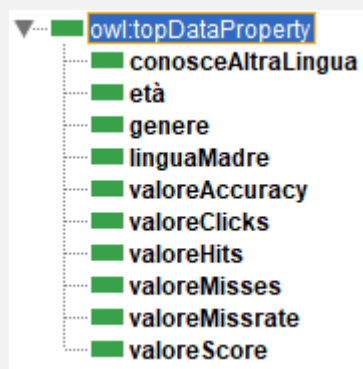 owl:topDataProperty
conosceAltraLingua
età
genere
linguaMadre
valoreAccuracy
valoreClicks
valoreHits
valoreMisses
valoreMissrate
valoreScore